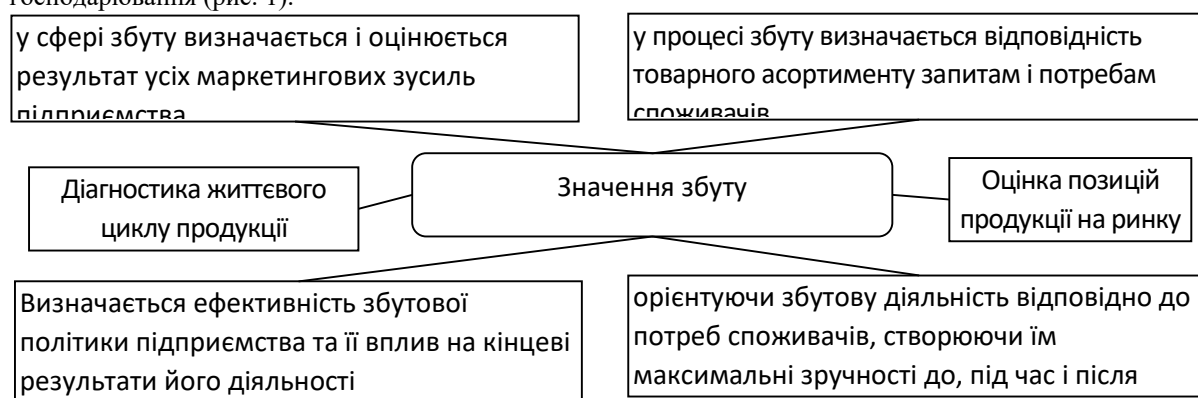 господарювання (рис. 1).
у сфері збуту визначається і оцінюється
результат усіх маркетингових зусиль
підприємства
у процесі збуту визначається відповідність
товарного асортименту запитам і потребам
споживачів
Діагностика життєвого
циклу продукції
Значення збуту
Оцінка позицій
продукції на ринку
Визначається ефективність збутової
політики підприємства та її вплив на кінцеві
результати його діяльності
орієнтуючи збутову діяльність відповідно до
потреб споживачів, створюючи їм
максимальні зручності до, під час і після